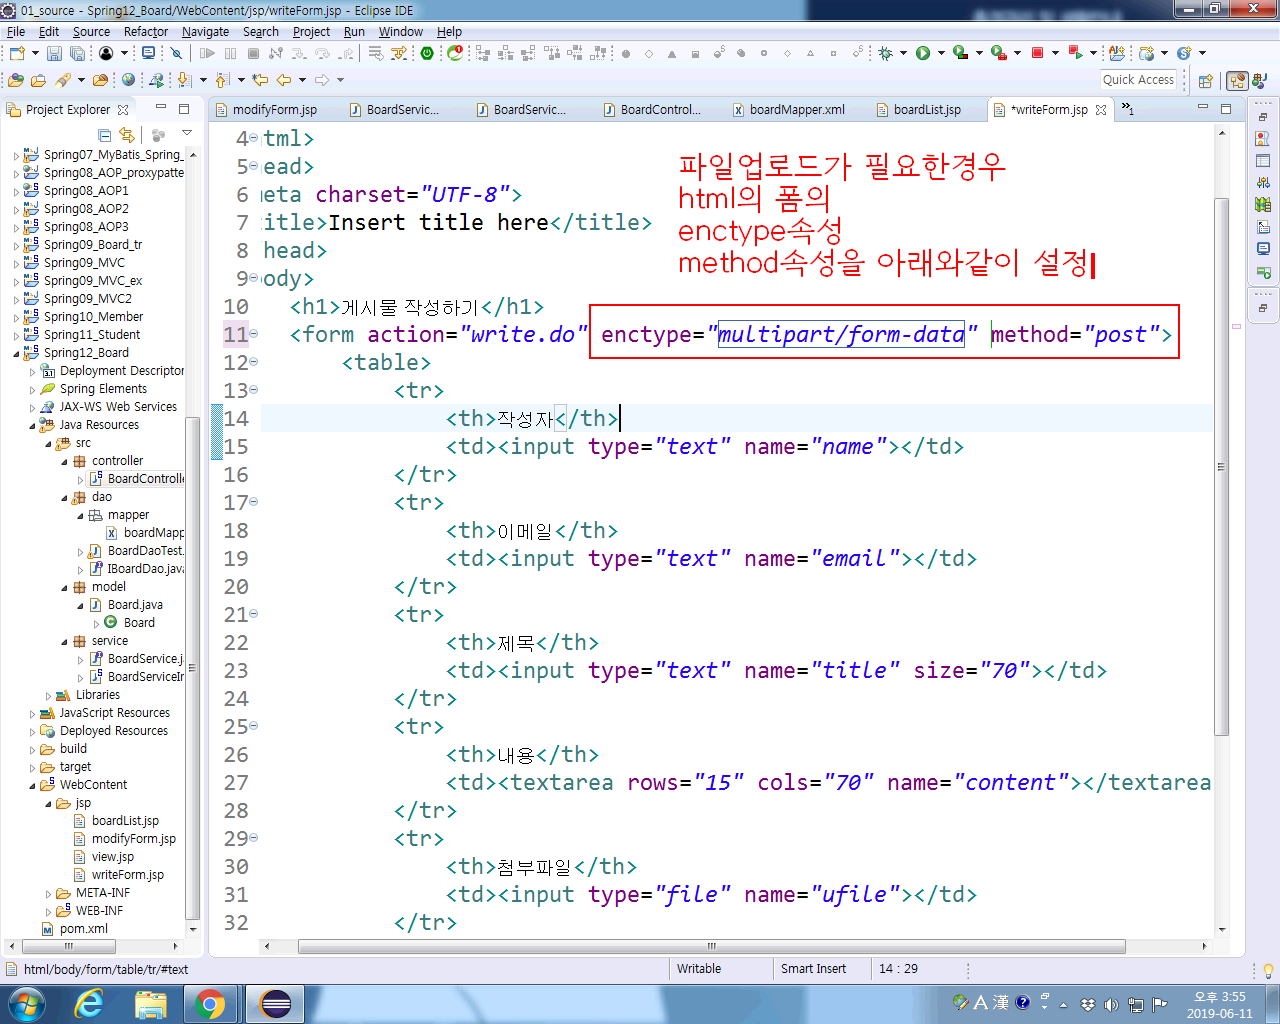 01_source - Spring12_Board/WebContent/jsp/writeForm.jsp - Eclipse IDE
File Edit Source Refactor Navigate Search Project Run Window Help
Quick Access
Project Explorer
modifyForm.jsp BoardServic... BoardServic... BoardControl... boardMapper.xml boardList.jsp *writeForm.jsp »1
Spring07_MyBatis_Spring_
Spring08_AOP_proxypatte
Spring08_AOP1
Spring08_AOP2
Spring08_AOP3
Spring09_Board_tr
Spring09_MVC
Spring09_MVC_ex
Spring09_MVC2
Spring10_Member
Spring11_Student
Spring12_Board
Deployment Descriptor
Spring Elements
JAX-WS Web Services
Java Resources
src
controller
BoardControlle
dao
mapper
boardMapp
BoardDaoTest.
IBoardDao.java
model
Board.java
Board
service
BoardService.j
BoardServiceIr
Libraries
JavaScript Resources
Deployed Resources
build
target
WebContent
jsp
boardList.jsp
modifyForm.jsp
view.jsp
writeForm.jsp
META-INF
WEB-INF
pom.xml
파일업로드가 필요한경우
html의 폼의
enctype속성
method속성을 아래와같이 설정
4 tml>
5 ead>
6 meta charset="UTF-8">
7 title>Insert title here</title>
8 head>
9 ody>
10 <h1>게시물 작성하기</h1>
11 <form action="write.do" enctype="multipart/form-data" method="post">
12 <table>
13 <tr>
14 <th>작성자</th>
15 <td><input type="text" name="name"></td>
16 </tr>
17 <tr>
18 <th>이메일</th>
19 <td><input type="text" name="email"></td>
20 </tr>
21 <tr>
22 <th>제목</th>
23 <td><input type="text" name="title" size="70"></td>
24 </tr>
25 <tr>
26 <th>내용</th>
27 <td><textarea rows="15" cols="70" name="content"></textarea
28 </tr>
29 <tr>
30 <th>첨부파일</th>
31 <td><input type="file" name="ufile"></td>
32 </tr>
html/body/form/table/tr/#text Writable Smart Insert 14 : 29
A 漢
오후 3:55
2019-06-11